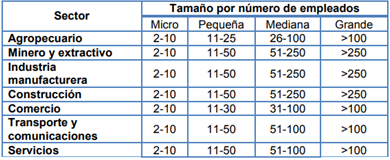 Sector Tamaño por número de empleados
Micro Pequeña Mediana Grande
Agropecuario 2-10 11-25 26-100 >100
Minero y extractivo 2-10 11-50 51-250 >250
Industria manufacturera 2-10 11-50 51-250 >250
Construcción 2-10 11-50 51-250 >250
Comercio 2-10 11-30 31-100 >100
Transporte y comunicaciones 2-10 11-50 51-100 >100
Servicios 2-10 11-50 51-100 >100